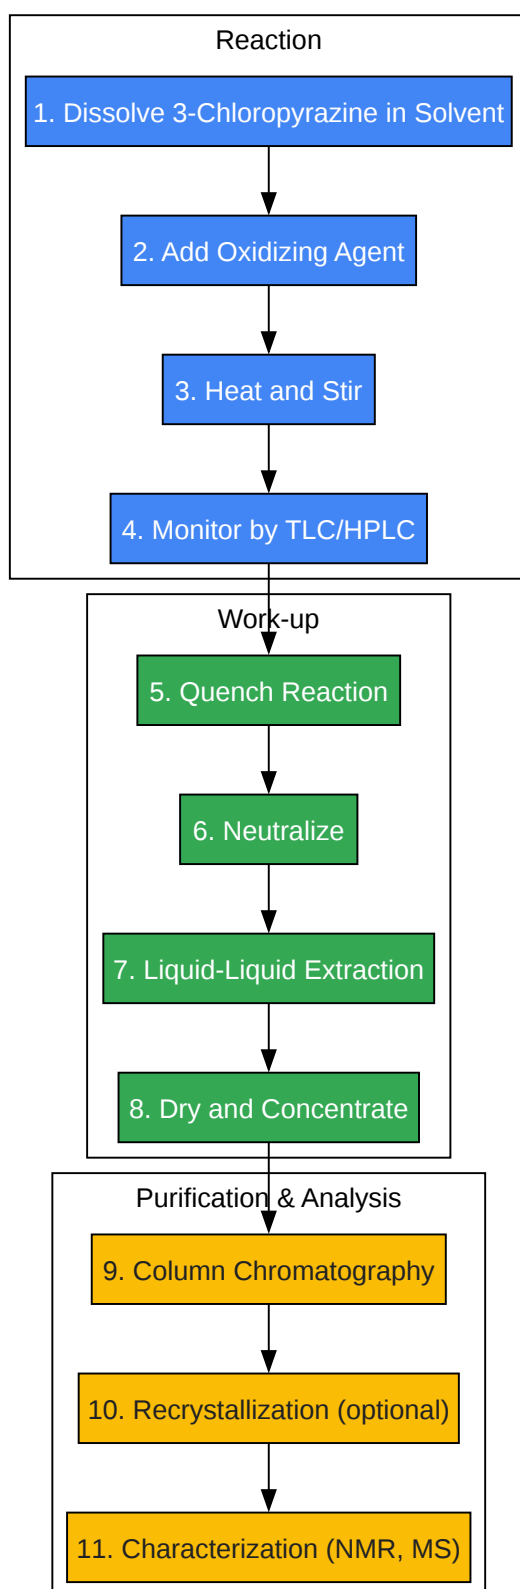 Reaction
1. Dissolve 3-Chloropyrazine in Solvent
2. Add Oxidizing Agent
3. Heat and Stir
4. Monitor by TLC/HPLC
Work-up
5. Quench Reaction
6. Neutralize
7. Liquid-Liquid Extraction
8. Dry and Concentrate
Purification & Analysis
9. Column Chromatography
10. Recrystallization (optional)
11. Characterization (NMR, MS)